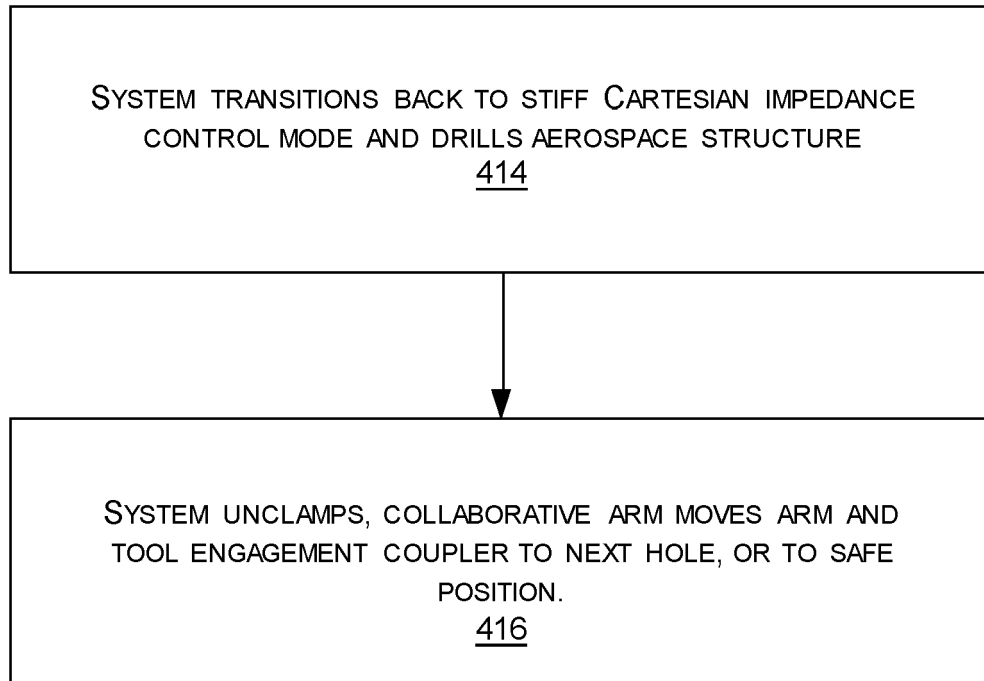 SYSTEM TRANSITIONS BACK TO STIFF CARTESIAN IMPEDANCE
CONTROL MODE AND DRILLS AEROSPACE STRUCTURE
414
SYSTEM UNCLAMPS, COLLABORATIVE ARM MOVES ARM AND
TOOL ENGAGEMENT COUPLER TO NEXT HOLE, OR TO SAFE
POSITION.
416